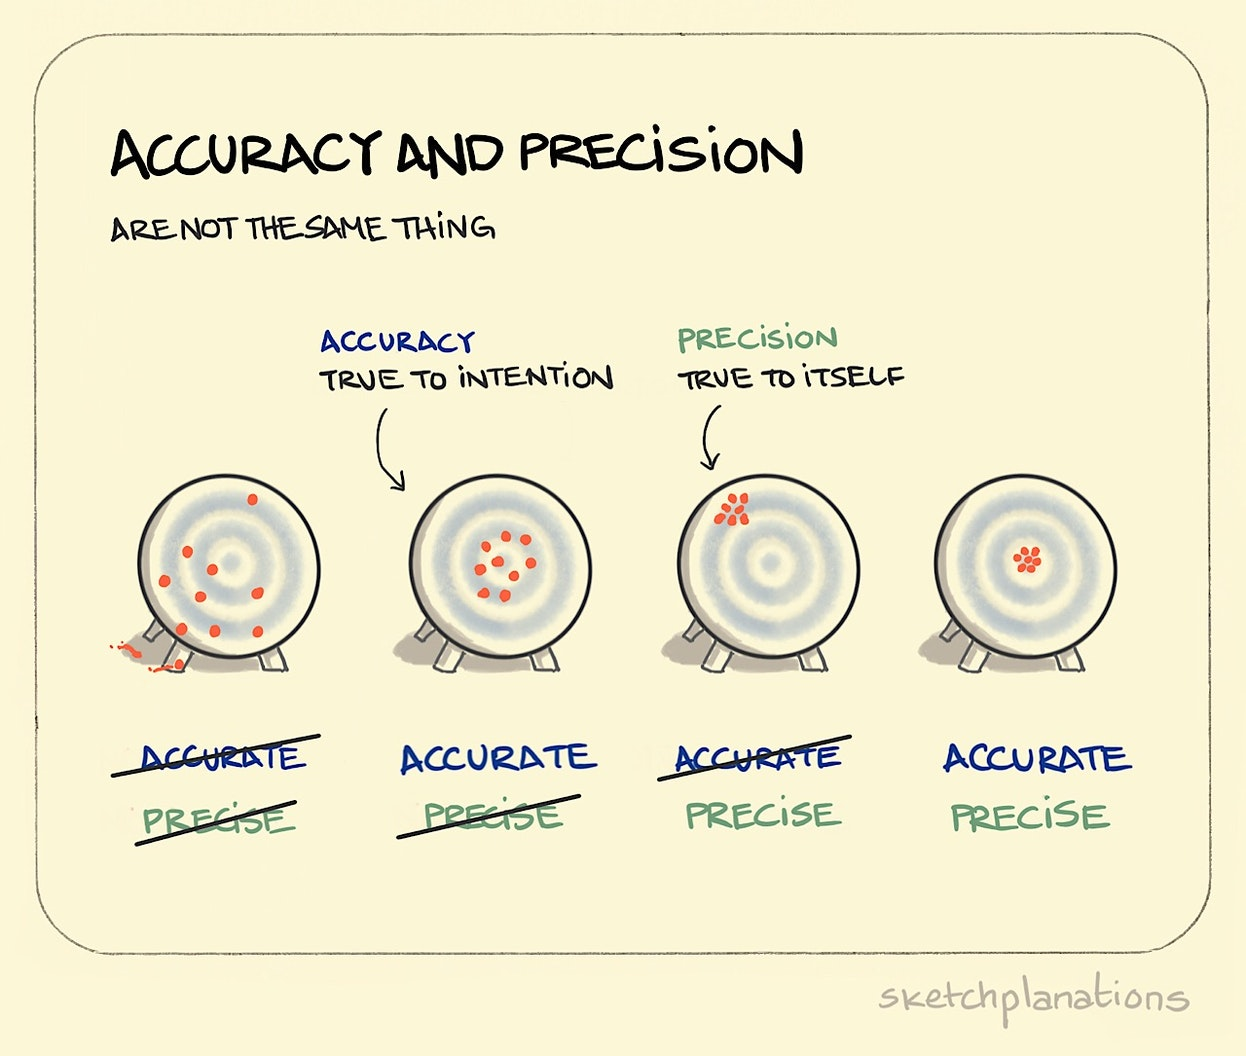 ACCURACY AND PRECiSiON
ARE NOT THE SAME THiNG
ACCURACY
TRUE TO iNTENTiON
PRECiSiON
TRUE TO iTSELF
ACCURATE
PRECiSE
ACCURATE
PRECiSE
ACCURATE
PRECiSE
ACCURATE
PRECiSE
sketchplanations